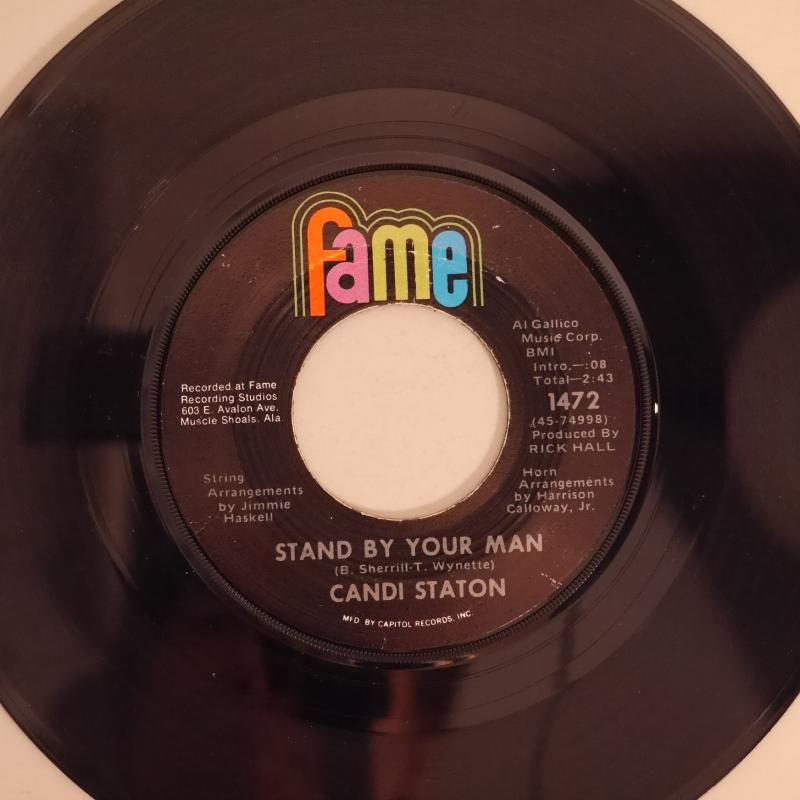 fame
Al Gallico
Music Corp.
BMI
Intro.—:08
Total—2:43
1472
(45-74998)
Produced By
RICK HALL
Recorded at Fame
Recording Studios
603 E. Avalon Ave.
Muscle Shoals, Ala.
String
Arrangements
by Jimmie
Haskell
Horn
Arrangements
by Harrison
Calloway, Jr.
STAND BY YOUR MAN
(B. Sherrill-T. Wynette)
CANDI STATON
MFD BY CAPITOL RECORDS, INC.